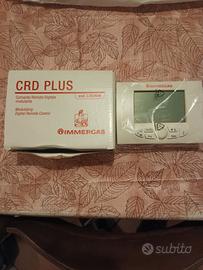 CRD PLUS
Comando Remoto Digitale
modulante
Modulating
Digital Remote Control
IMMERGAS
subito